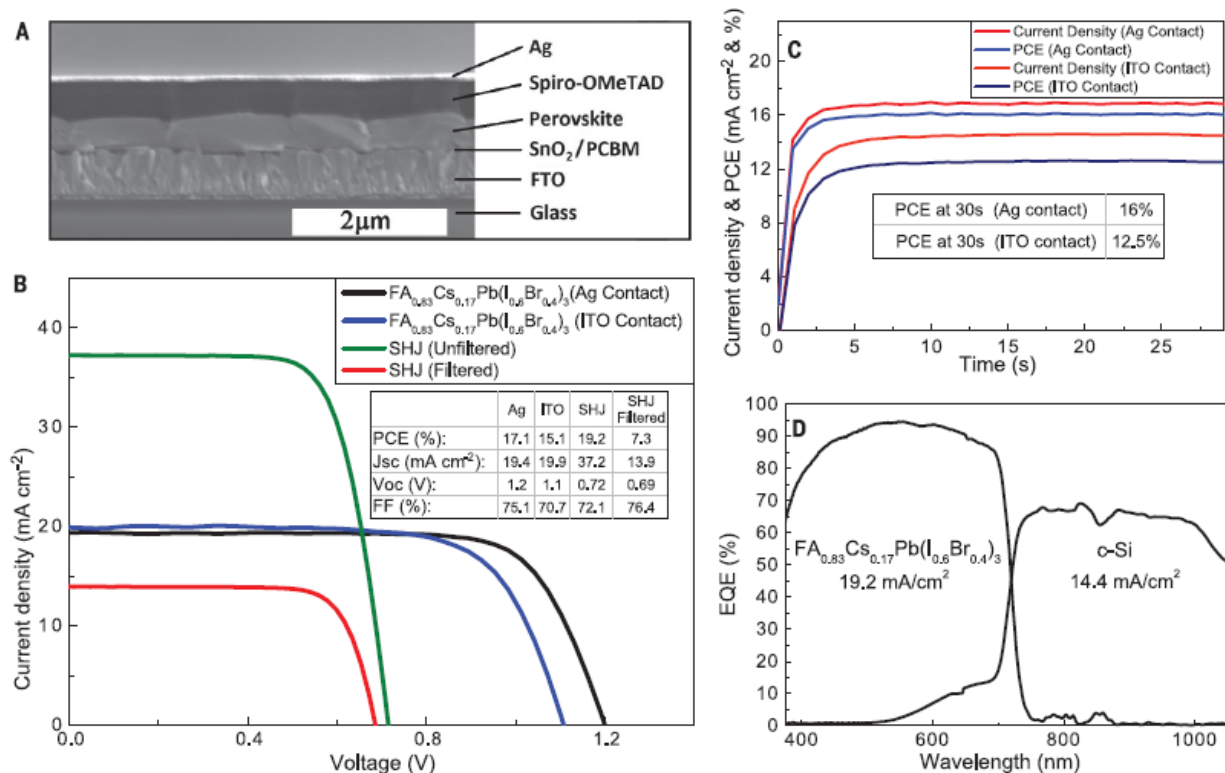 A
Ag
Spiro-OMeTAD
Perovskite
SnO₂/PCBM
FTO
Glass
2μm
B
FA₀.₈₃Cs₀.₁₇Pb(I₀.₆Br₀.₄)₃(Ag Contact)
FA₀.₈₃Cs₀.₁₇Pb(I₀.₆Br₀.₄)₃ (ITO Contact)
SHJ (Unfiltered)
SHJ (Filtered)
Ag ITO SHJ SHJ Filtered
PCE (%): 17.1 15.1 19.2 7.3
Jsc (mA cm⁻²): 19.4 19.9 37.2 13.9
Voc (V): 1.2 1.1 0.72 0.69
FF (%): 75.1 70.7 72.1 76.4
Current density (mA cm⁻²)
40
30
20
10
0
0.0 0.4 0.8 1.2
Voltage (V)
C
Current Density (Ag Contact)
PCE (Ag Contact)
Current Density (ITO Contact)
PCE (ITO Contact)
Current density & PCE (mA cm⁻² & %)
20
16
12
8
4
0
PCE at 30s (Ag contact) 16%
PCE at 30s (ITO contact) 12.5%
0 5 10 15 20 25
Time (s)
D
EQE (%)
100
90
80
70
60
50
40
30
20
10
0
FA₀.₈₃Cs₀.₁₇Pb(I₀.₆Br₀.₄)₃
19.2 mA/cm²
c-Si
14.4 mA/cm²
400 600 800 1000
Wavelength (nm)